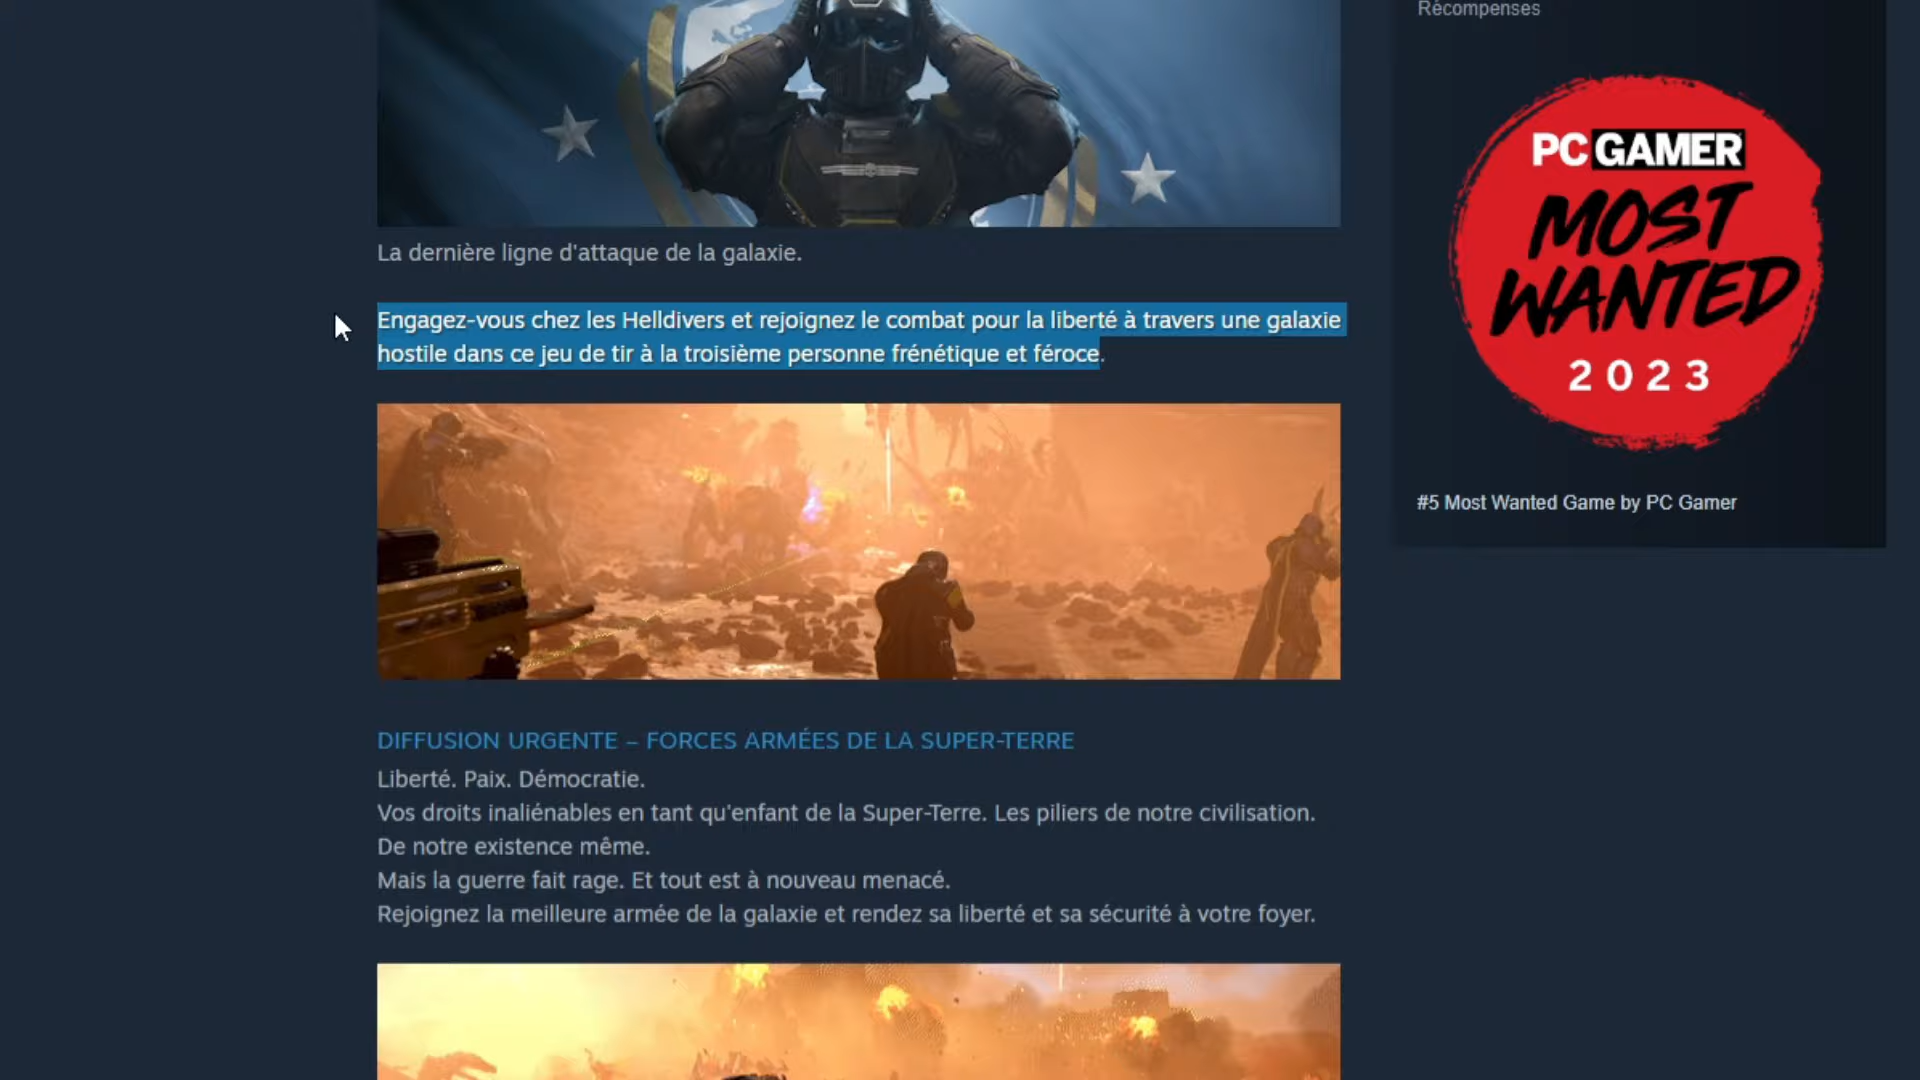 Récompenses
PC GAMER
MOST
WANTED
2023
#5 Most Wanted Game by PC Gamer
La dernière ligne d'attaque de la galaxie.
Engagez-vous chez les Helldivers et rejoignez le combat pour la liberté à travers une galaxie
hostile dans ce jeu de tir à la troisième personne frénétique et féroce.
DIFFUSION URGENTE – FORCES ARMÉES DE LA SUPER-TERRE
Liberté. Paix. Démocratie.
Vos droits inaliénables en tant qu'enfant de la Super-Terre. Les piliers de notre civilisation.
De notre existence même.
Mais la guerre fait rage. Et tout est à nouveau menacé.
Rejoignez la meilleure armée de la galaxie et rendez sa liberté et sa sécurité à votre foyer.